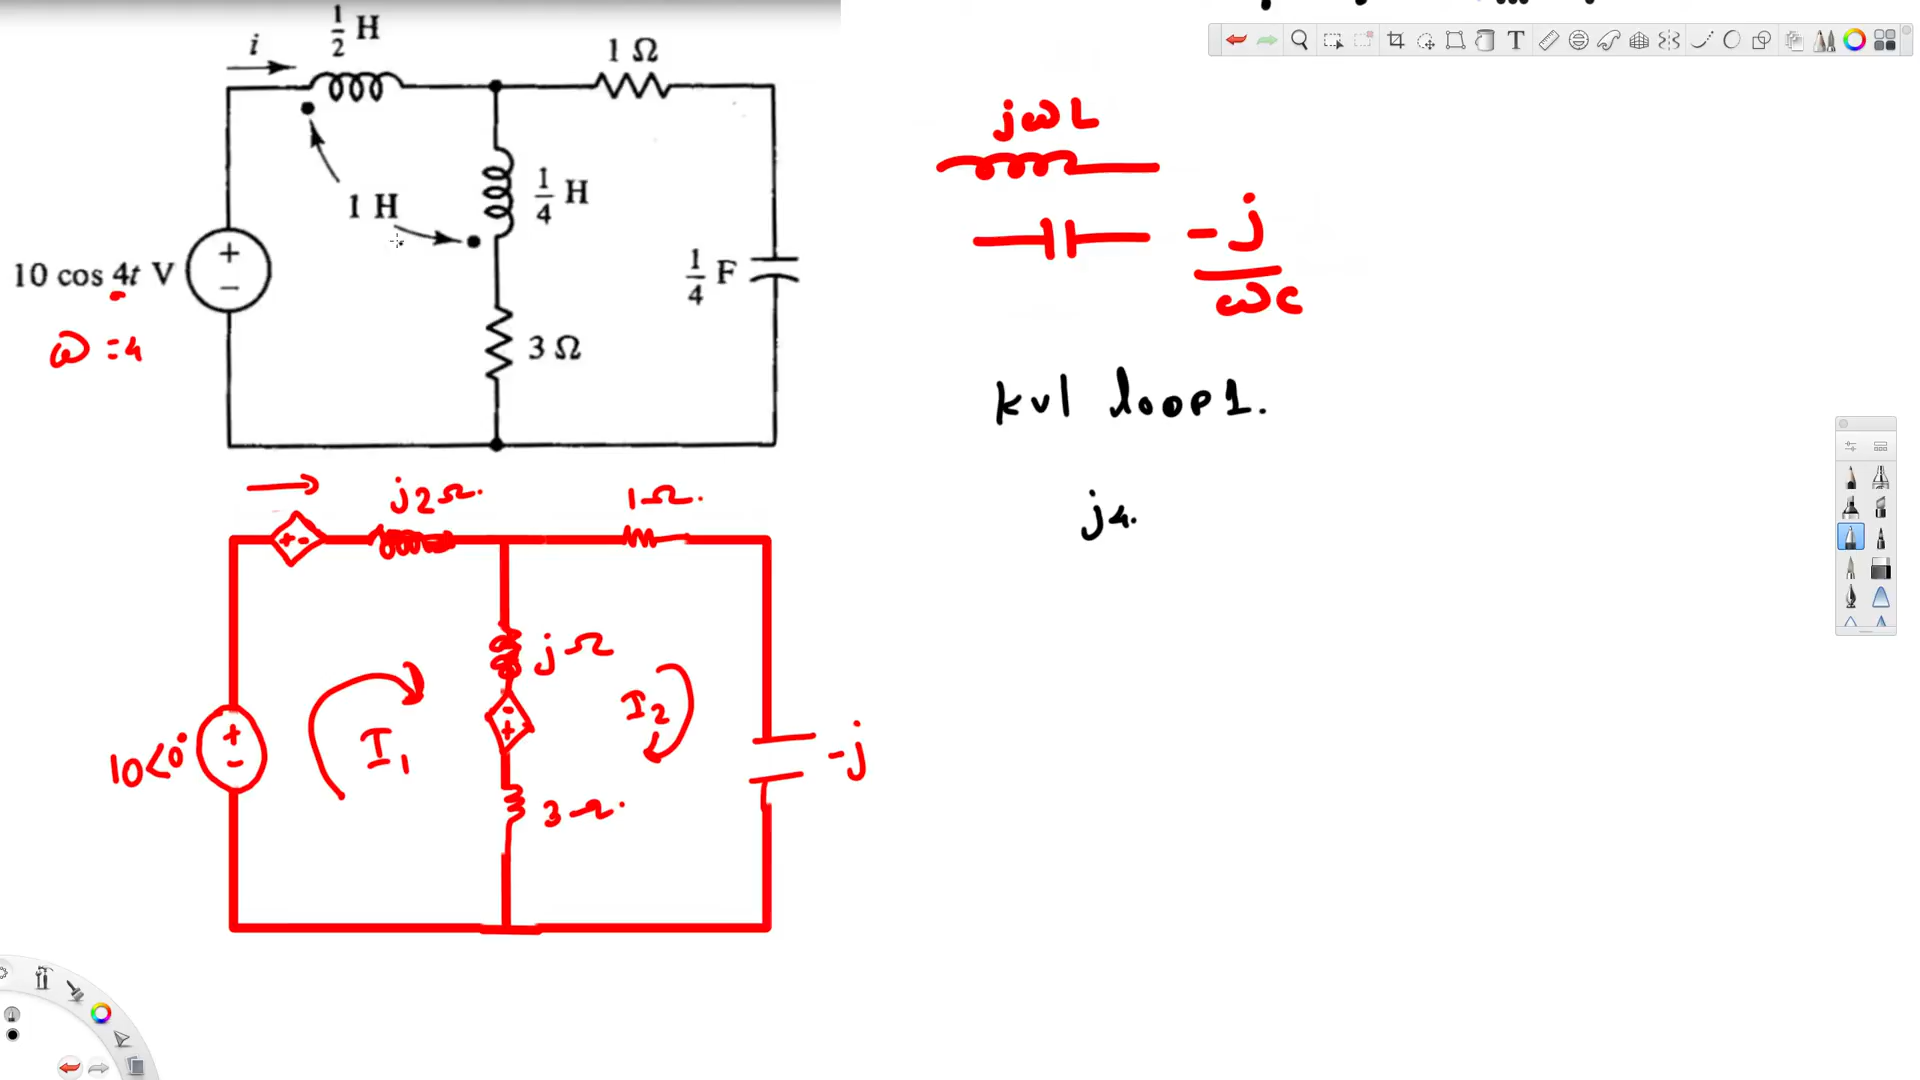 i
1/2 H
1 Ω
1 H
1/4 H
10 cos 4t V
+
−
1/4 F
3 Ω
ω = 4
jωL
-j/ωc
kvl loop1.
j4.
j2Ω.
1Ω.
+ -
jΩ
-
+
I1
I2
10<0°
+
-
-j
3Ω.
T